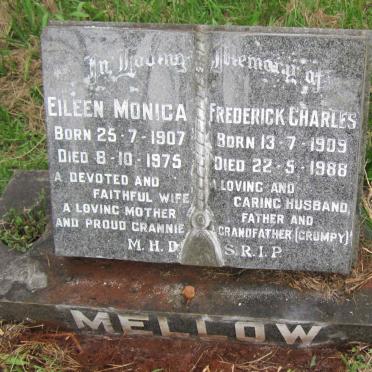 In Loving Memory of
EILEEN MONICA
BORN 25-7-1907
DIED 8-10-1975
A DEVOTED AND
FAITHFUL WIFE
A LOVING MOTHER
AND PROUD GRANNIE
M.H.D.
FREDERICK CHARLES
BORN 13-7-1909
DIED 22-5-1988
A LOVING AND
CARING HUSBAND,
FATHER AND
GRANDFATHER (GRUMPY)
S.R.I.P.
MELLOW